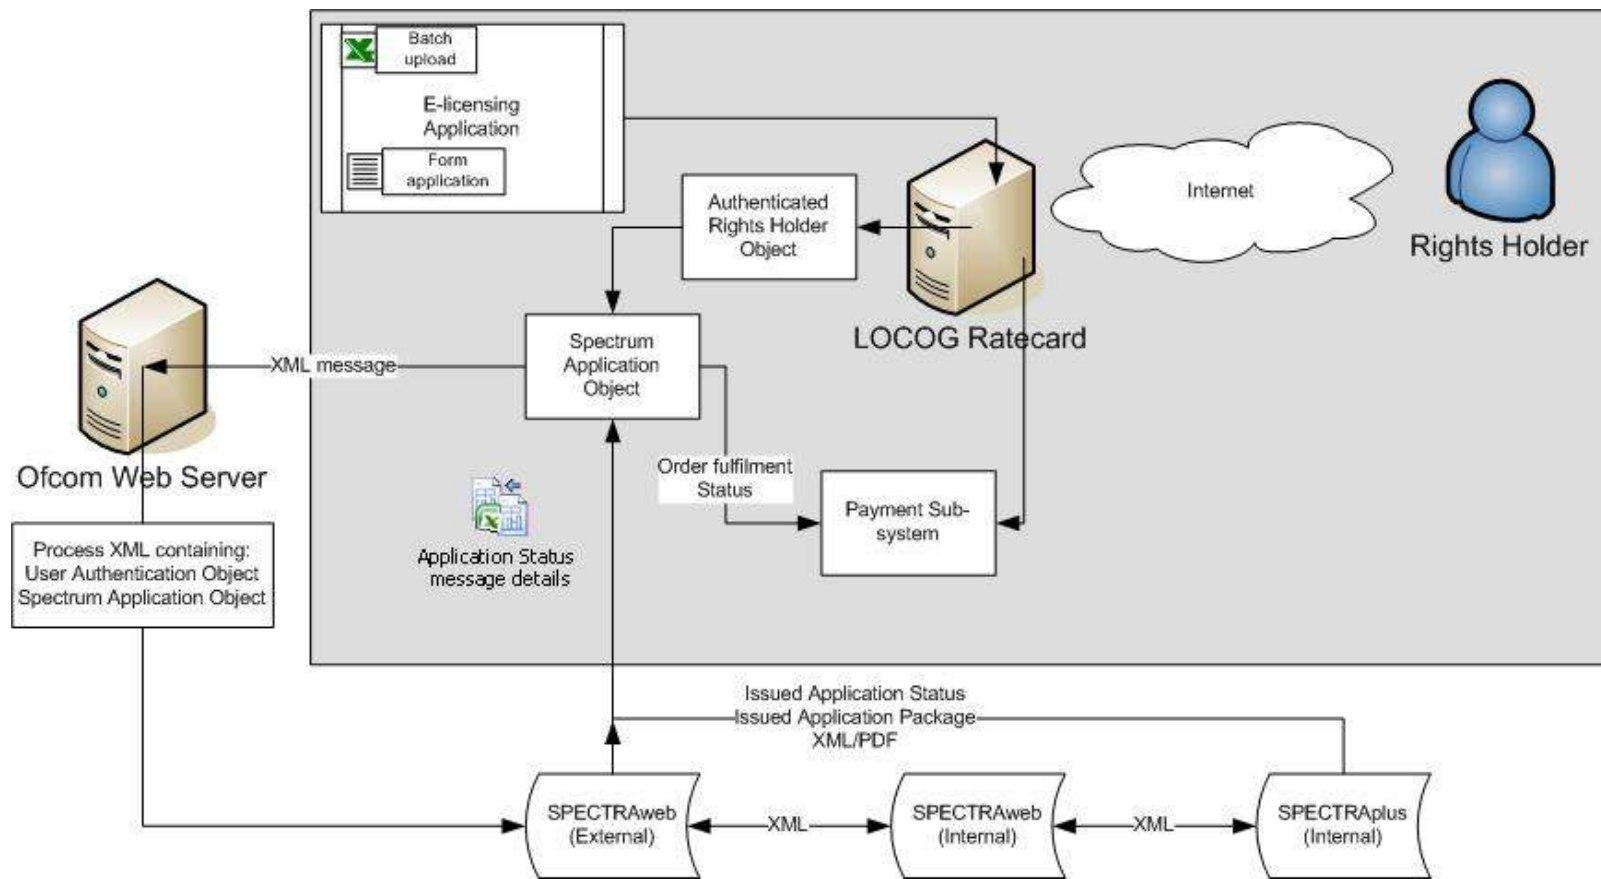 Batch
upload
E-licensing
Application
Form
application
Authenticated
Rights Holder
Object
Internet
Rights Holder
LOCOG Ratecard
Spectrum
Application
Object
XML message
Ofcom Web Server
Order fulfilment
Status
Payment Sub-
system
Application Status
message details
Process XML containing:
User Authentication Object
Spectrum Application Object
Issued Application Status
Issued Application Package
XML/PDF
SPECTRAweb
(External)
XML
SPECTRAweb
(Internal)
XML
SPECTRAplus
(Internal)